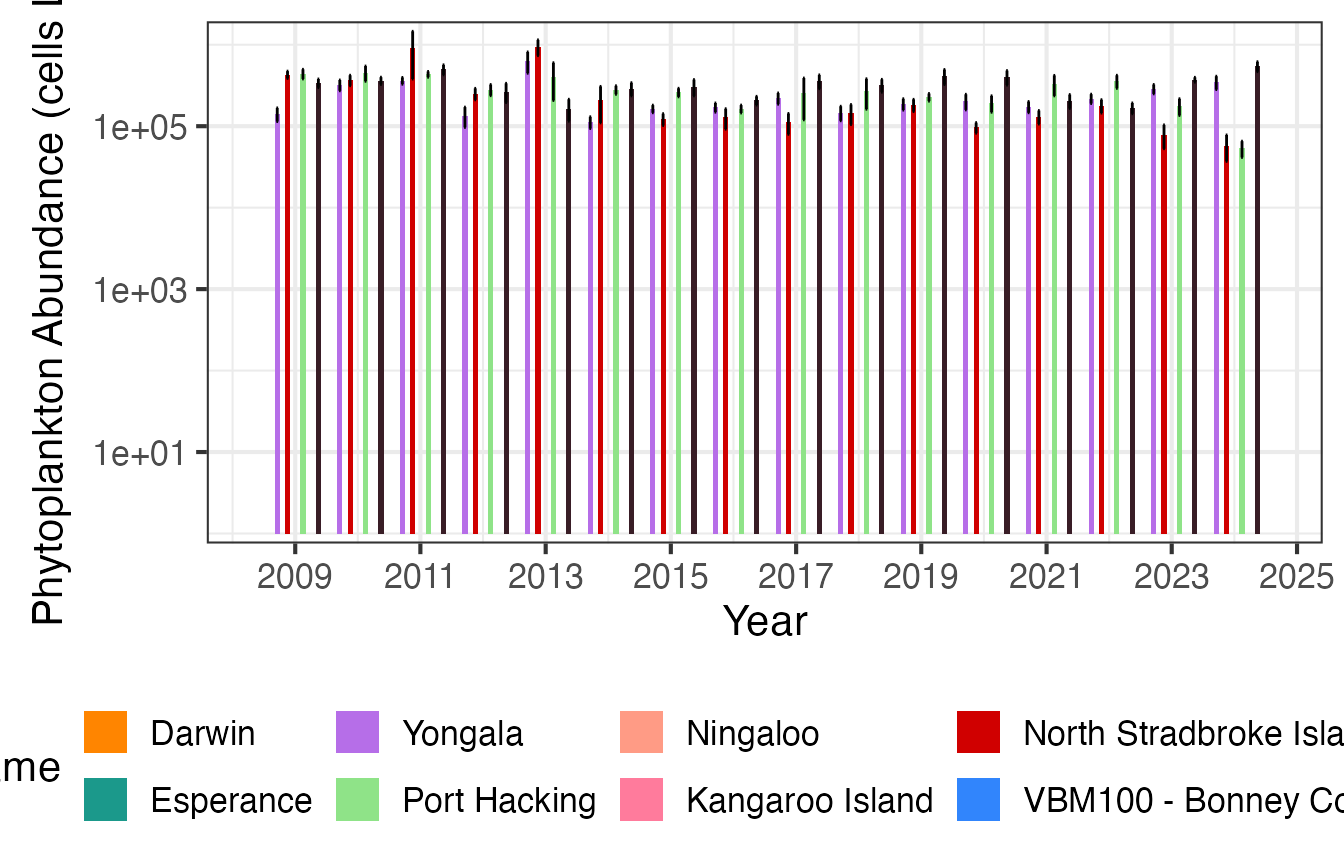 Phytoplankton Abundance (cells
1e+05
1e+03
1e+01
2009 2011 2013 2015 2017 2019 2021 2023 2025
Year
me
Darwin Yongala Ningaloo North Stradbroke Isla
Esperance Port Hacking Kangaroo Island VBM100 - Bonney Co